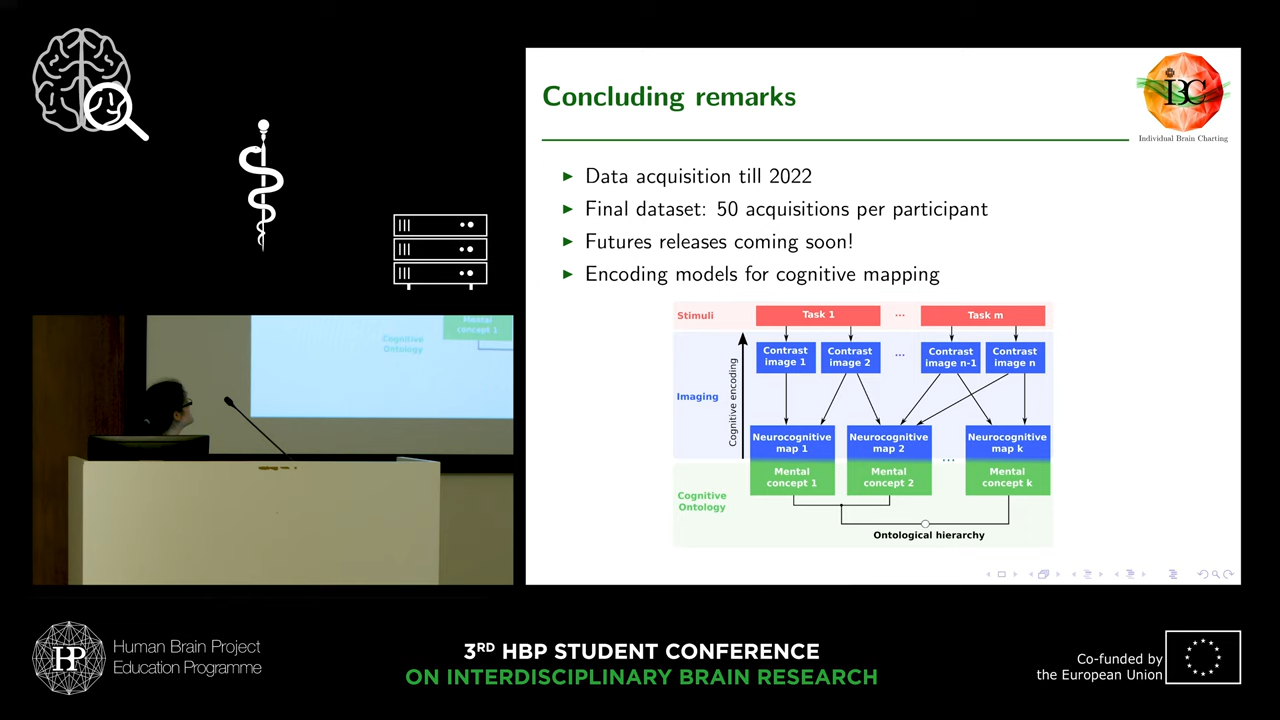 Concluding remarks
IBC
Individual Brain Charting
Data acquisition till 2022
Final dataset: 50 acquisitions per participant
Futures releases coming soon!
Encoding models for cognitive mapping
Stimuli
Task 1
...
Task m
Cognitive encoding
Imaging
Contrast
image 1
Contrast
image 2
...
Contrast
image n-1
Contrast
image n
Neurocognitive
map 1
Neurocognitive
map 2
...
Neurocognitive
map k
Cognitive
Ontology
Mental
concept 1
Mental
concept 2
Mental
concept k
Ontological hierarchy
Mental
concept 1
Cognitive
Ontology
HBP
Human Brain Project
Education Programme
3RD HBP STUDENT CONFERENCE
ON INTERDISCIPLINARY BRAIN RESEARCH
Co-funded by
the European Union